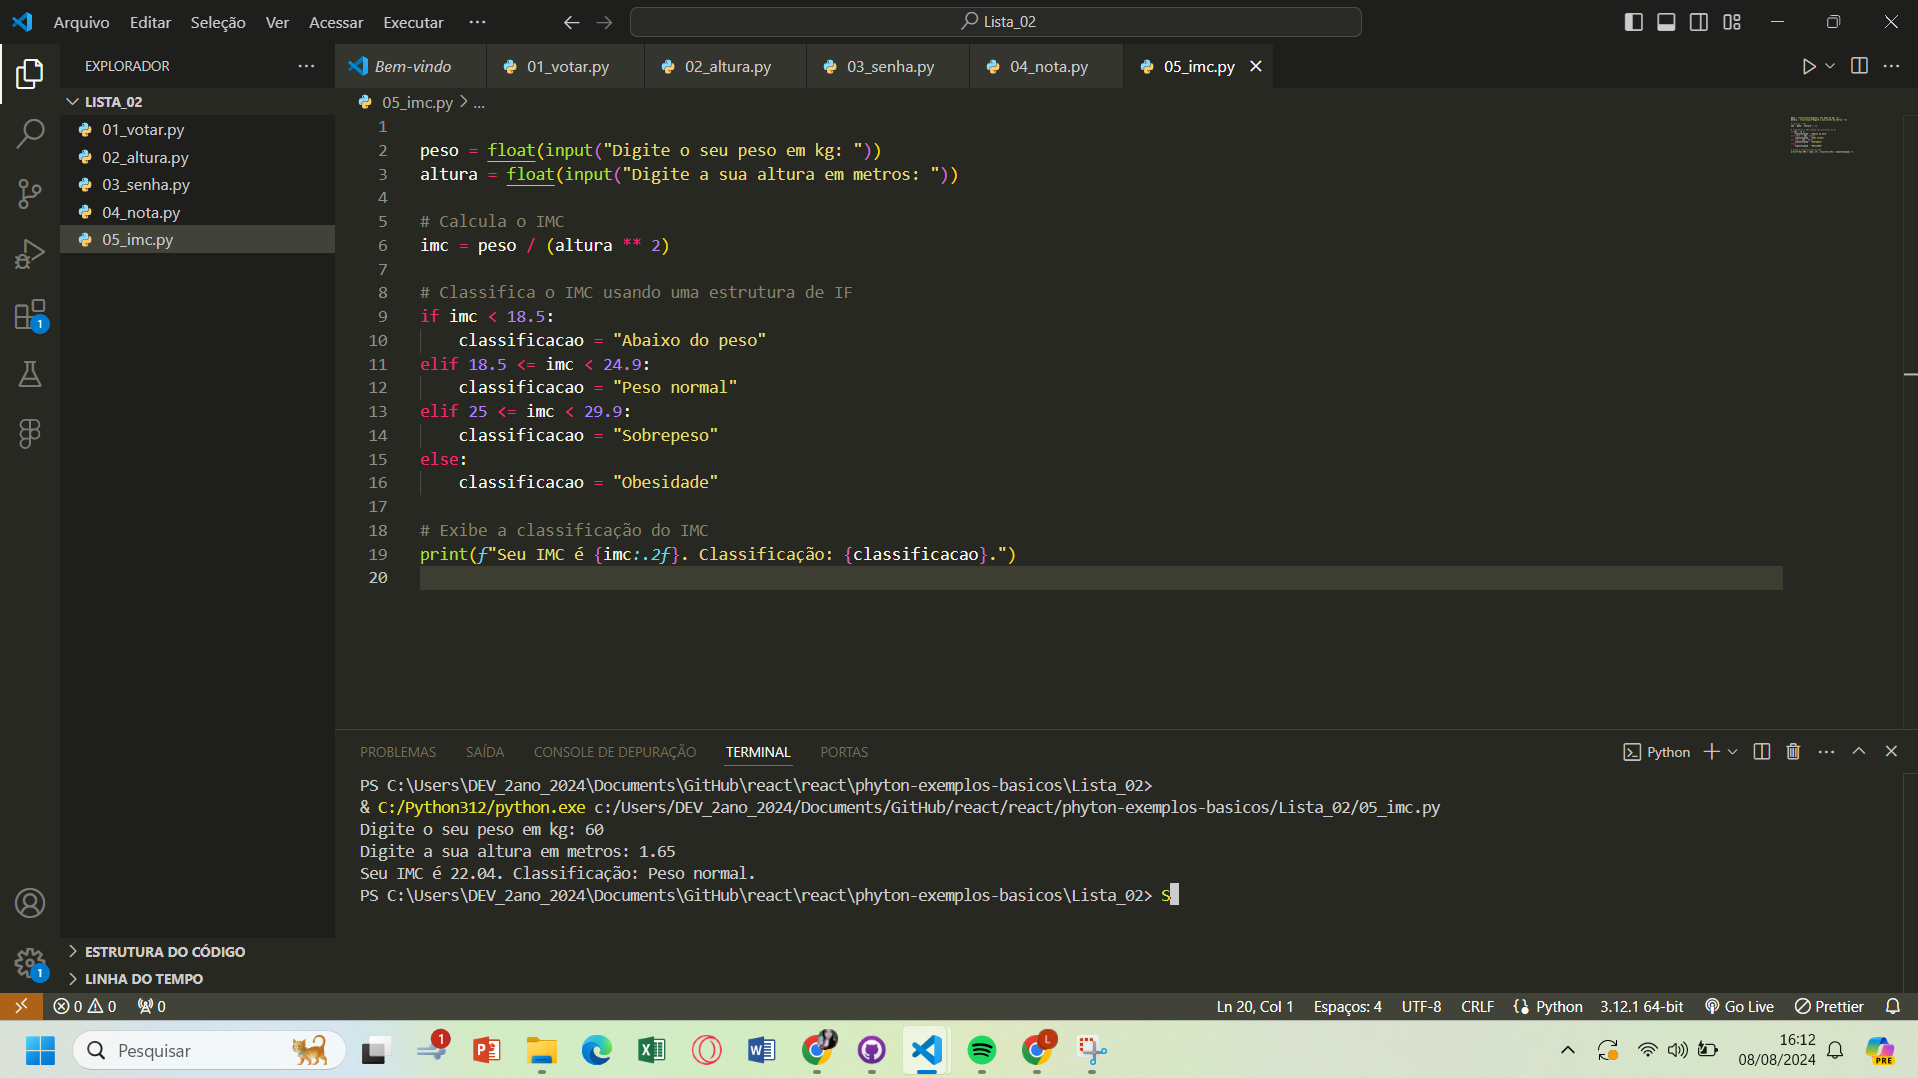 Arquivo Editar Seleção Ver Acessar Executar ··· Lista_02
EXPLORADOR ···
Bem-vindo 01_votar.py 02_altura.py 03_senha.py 04_nota.py 05_imc.py
LISTA_02
01_votar.py
02_altura.py
03_senha.py
04_nota.py
05_imc.py
05_imc.py > ...
1
2 peso = float(input("Digite o seu peso em kg: "))
3 altura = float(input("Digite a sua altura em metros: "))
4
5 # Calcula o IMC
6 imc = peso / (altura ** 2)
7
8 # Classifica o IMC usando uma estrutura de IF
9 if imc < 18.5:
10 classificacao = "Abaixo do peso"
11 elif 18.5 <= imc < 24.9:
12 classificacao = "Peso normal"
13 elif 25 <= imc < 29.9:
14 classificacao = "Sobrepeso"
15 else:
16 classificacao = "Obesidade"
17
18 # Exibe a classificação do IMC
19 print(f"Seu IMC é {imc:.2f}. Classificação: {classificacao}.")
20
PROBLEMAS SAÍDA CONSOLE DE DEPURAÇÃO TERMINAL PORTAS Python
PS C:\Users\DEV_2ano_2024\Documents\GitHub\react\react\phyton-exemplos-basicos\Lista_02>
& C:/Python312/python.exe c:/Users/DEV_2ano_2024/Documents/GitHub/react/react/phyton-exemplos-basicos/Lista_02/05_imc.py
Digite o seu peso em kg: 60
Digite a sua altura em metros: 1.65
Seu IMC é 22.04. Classificação: Peso normal.
PS C:\Users\DEV_2ano_2024\Documents\GitHub\react\react\phyton-exemplos-basicos\Lista_02> S
1
1
ESTRUTURA DO CÓDIGO
LINHA DO TEMPO
0 0 0 Ln 20, Col 1 Espaços: 4 UTF-8 CRLF Python 3.12.1 64-bit Go Live Prettier
Pesquisar 1 L PRE
16:12
08/08/2024